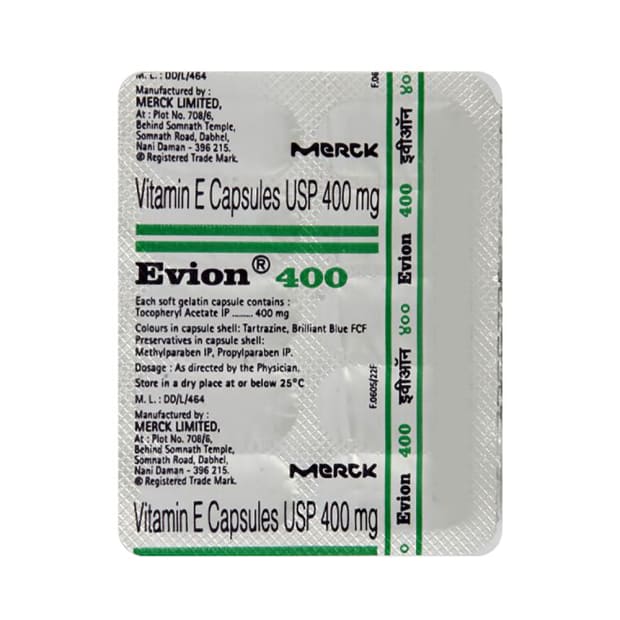 M. L. : DD/L/464
Manufactured by :
MERCK LIMITED,
At : Plot No. 708/6,
Behind Somnath Temple,
Somnath Road, Dabhel,
Nani Daman - 396 215.
® Registered Trade Mark.
MERCK
Vitamin E Capsules USP 400 mg
Evion® 400
Each soft gelatin capsule contains :
Tocopheryl Acetate IP ......... 400 mg
Colours in capsule shell: Tartrazine, Brilliant Blue FCF
Preservatives in capsule shell:
Methylparaben IP, Propylparaben IP.
Dosage : As directed by the Physician.
Store in a dry place at or below 25°C
M. L. : DD/L/464
Manufactured by :
MERCK LIMITED,
At : Plot No. 708/6,
Behind Somnath Temple,
Somnath Road, Dabhel,
Nani Daman - 396 215.
® Registered Trade Mark.
MERCK
Vitamin E Capsules USP 400 mg
F.0605/22F
F.06
Evion 400 इवीऑन ४००
Evion 400 इवीऑन ४०